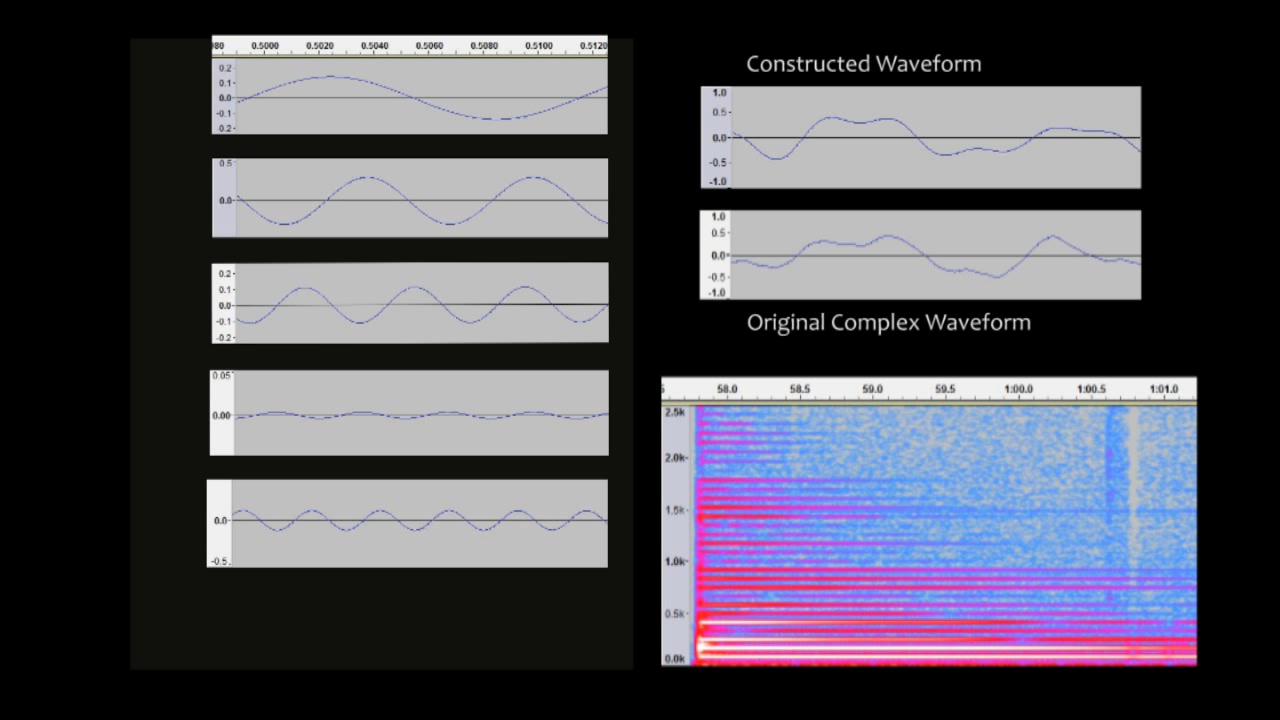 80 0.5000 0.5020 0.5040 0.5060 0.5080 0.5100 0.5120
0.2
0.1
0.0
-0.1
0.2
0.5
0.0
0.2
0.1
0.0
-0.1
-0.2
0.05
0.00
0.0
-0.5
Constructed Waveform
1.0
0.5
0.0
-0.5
-1.0
1.0
0.5
0.0
-0.5
-1.0
Original Complex Waveform
58.0 58.5 59.0 59.5 1:00.0 1:00.5 1:01.0
2.5k
2.0k
1.5k
1.0k
0.5k
0.0k